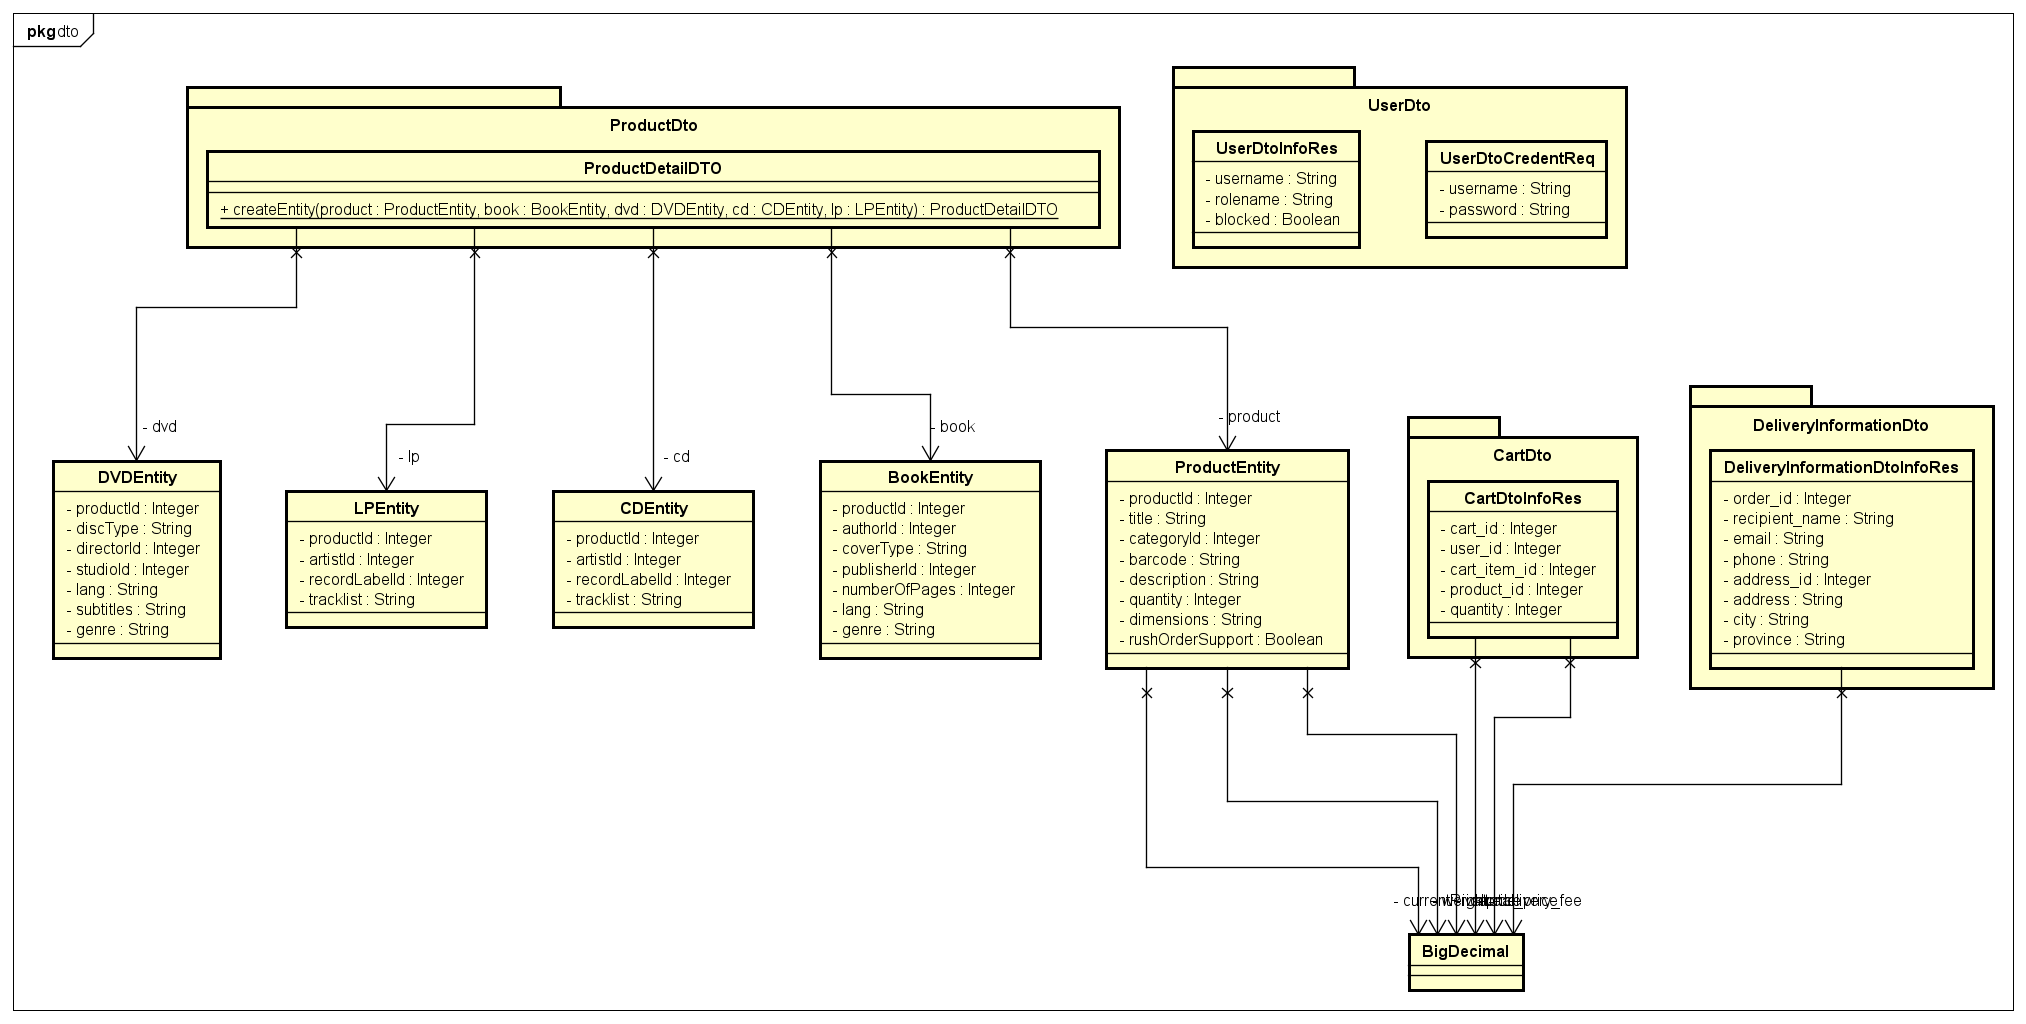 pkg dto
ProductDto
ProductDetailDTO
+ createEntity(product : ProductEntity, book : BookEntity, dvd : DVDEntity, cd : CDEntity, lp : LPEntity) : ProductDetailDTO
UserDto
UserDtoInfoRes
- username : String
- rolename : String
- blocked : Boolean
UserDtoCredentReq
- username : String
- password : String
- dvd
- lp
- cd
- book
- product
DVDEntity
- productId : Integer
- discType : String
- directorId : Integer
- studioId : Integer
- lang : String
- subtitles : String
- genre : String
LPEntity
- productId : Integer
- artistId : Integer
- recordLabelId : Integer
- tracklist : String
CDEntity
- productId : Integer
- artistId : Integer
- recordLabelId : Integer
- tracklist : String
BookEntity
- productId : Integer
- authorId : Integer
- coverType : String
- publisherId : Integer
- numberOfPages : Integer
- lang : String
- genre : String
ProductEntity
- productId : Integer
- title : String
- categoryId : Integer
- barcode : String
- description : String
- quantity : Integer
- dimensions : String
- rushOrderSupport : Boolean
CartDto
CartDtoInfoRes
- cart_id : Integer
- user_id : Integer
- cart_item_id : Integer
- product_id : Integer
- quantity : Integer
DeliveryInformationDto
DeliveryInformationDtoInfoRes
- order_id : Integer
- recipient_name : String
- email : String
- phone : String
- address_id : Integer
- address : String
- city : String
- province : String
BigDecimal